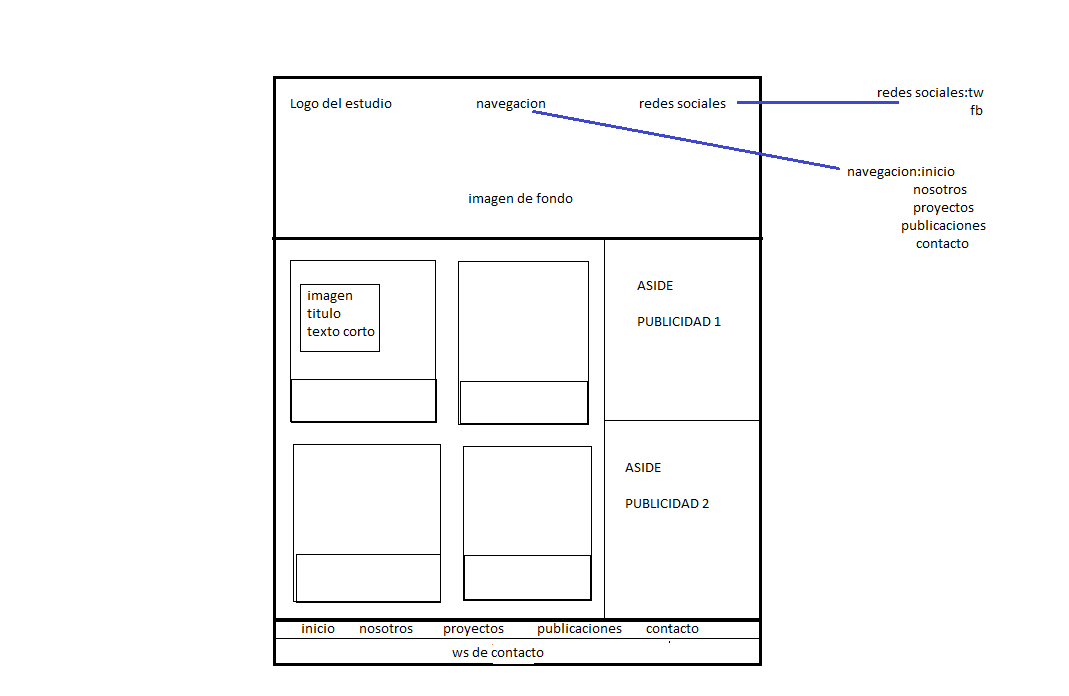 Logo del estudio
navegacion
redes sociales
redes sociales:tw
fb
navegacion:inicio
nosotros
proyectos
publicaciones
contacto
imagen de fondo
imagen
titulo
texto corto
ASIDE
PUBLICIDAD 1
ASIDE
PUBLICIDAD 2
inicio nosotros proyectos publicaciones contacto
ws de contacto